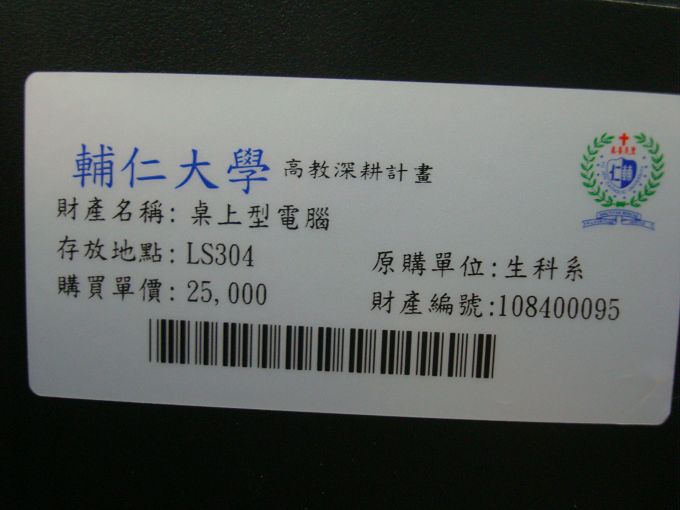 輔仁大學 高教深耕計畫
財產名稱: 桌上型電腦
存放地點: LS304 原購單位: 生科系
購買單價: 25,000 財產編號:108400095